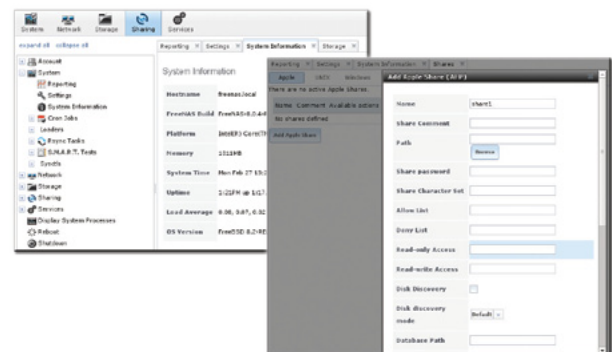 System Network Storage Sharing Services
expand all collapse all
Account
System
Reporting
Settings
System Information
Cron Jobs
Loaders
Rsync Tasks
S.M.A.R.T. Tests
Sysctls
Network
Storage
Sharing
Services
Display System Processes
Reboot
Shutdown
Reporting Settings System Information Storage
System Information
Hostname freenas.local
FreeNAS Build
Platform
Memory
System Time Mon Feb 27
Uptime
Load Average
OS Version
Reporting Settings System Information Shares
Apple UNIX Windows
There are no active Apple Shares.
Name Comment Available actions
No shares defined
Add Apple Share
Add Apple Share (AFP)
Name share1
Share Comment
Path
Browse
Share password
Share Character Set
Allow List
Deny List
Read-only Access
Read-write Access
Disk Discovery
Disk discovery
mode Default
Database Path